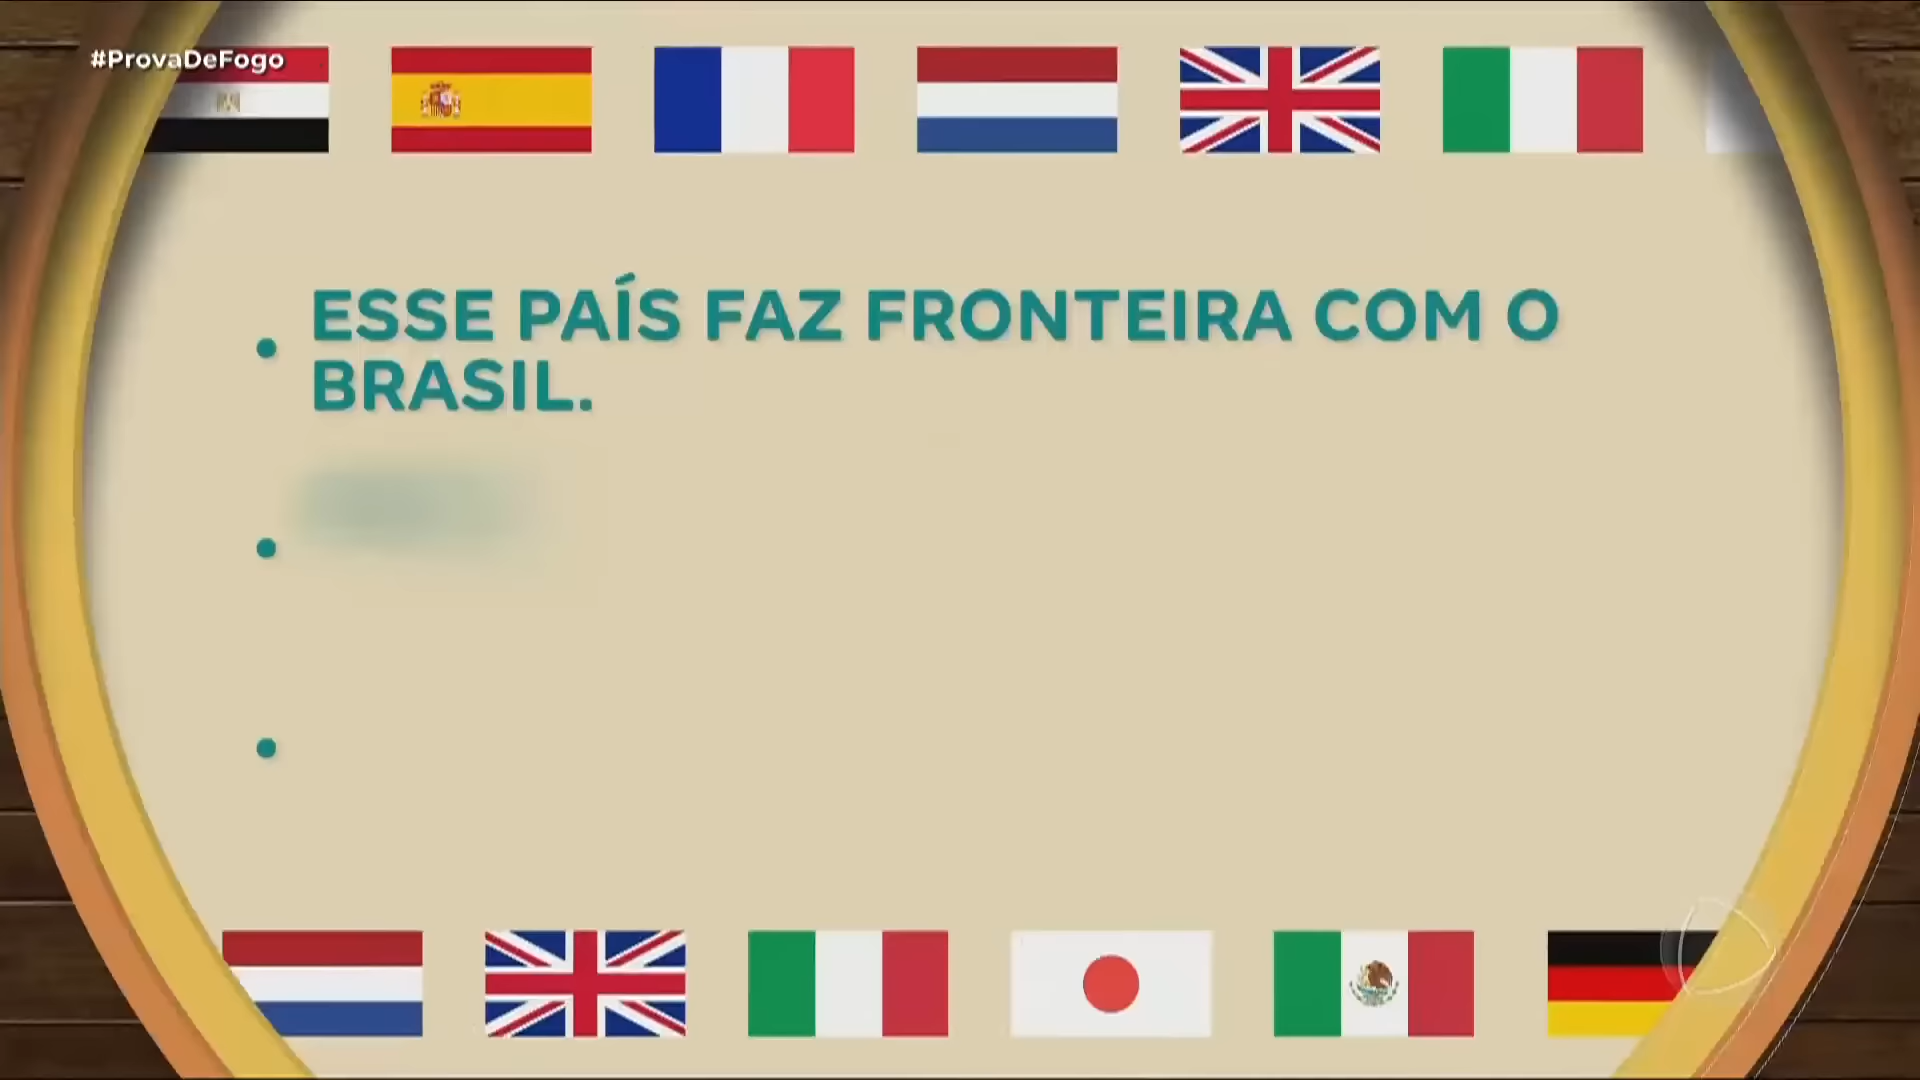 #ProvaDeFogo
• ESSE PAÍS FAZ FRONTEIRA COM O
BRASIL.
•
•